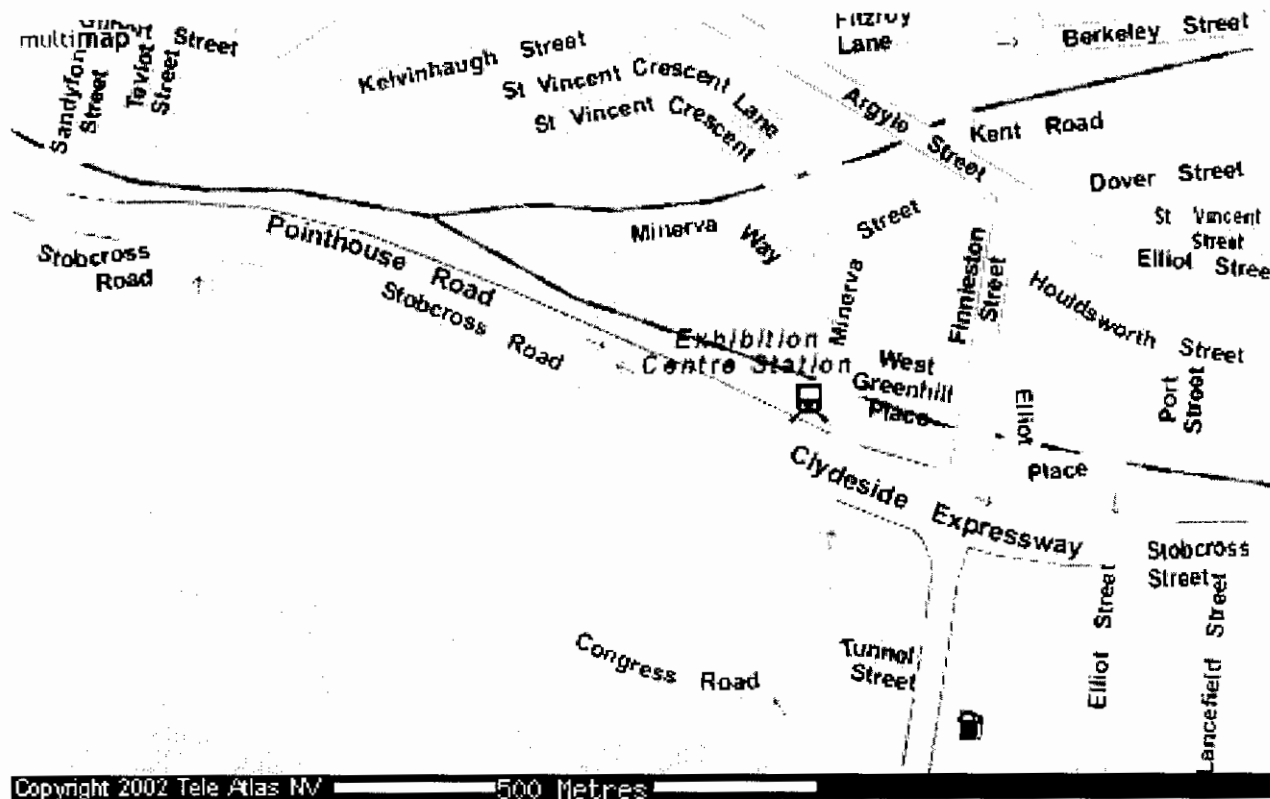 Gilbert Street
multimap
Sandyford
Street
Teviot
Street
Kelvinhaugh Street
St Vincent Crescent Lane
St Vincent Crescent
Fitzroy
Lane
Berkeley Street
Argyle Street
Kent Road
Dover Street
St Vincent
Street
Elliot Street
Minerva Way
Minerva Street
Finnieston
Street
Houldsworth Street
Pointhouse Road
Stobcross
Road
Stobcross Road
Exhibition
Centre Station
West
Greenhill
Place
Elliot
Place
Port
Street
Clydeside Expressway
Stobcross
Street
Elliot Street
Lancefield Street
Congress Road
Tunnel
Street
Copyright 2002 Tele Atlas NV
500 Metres